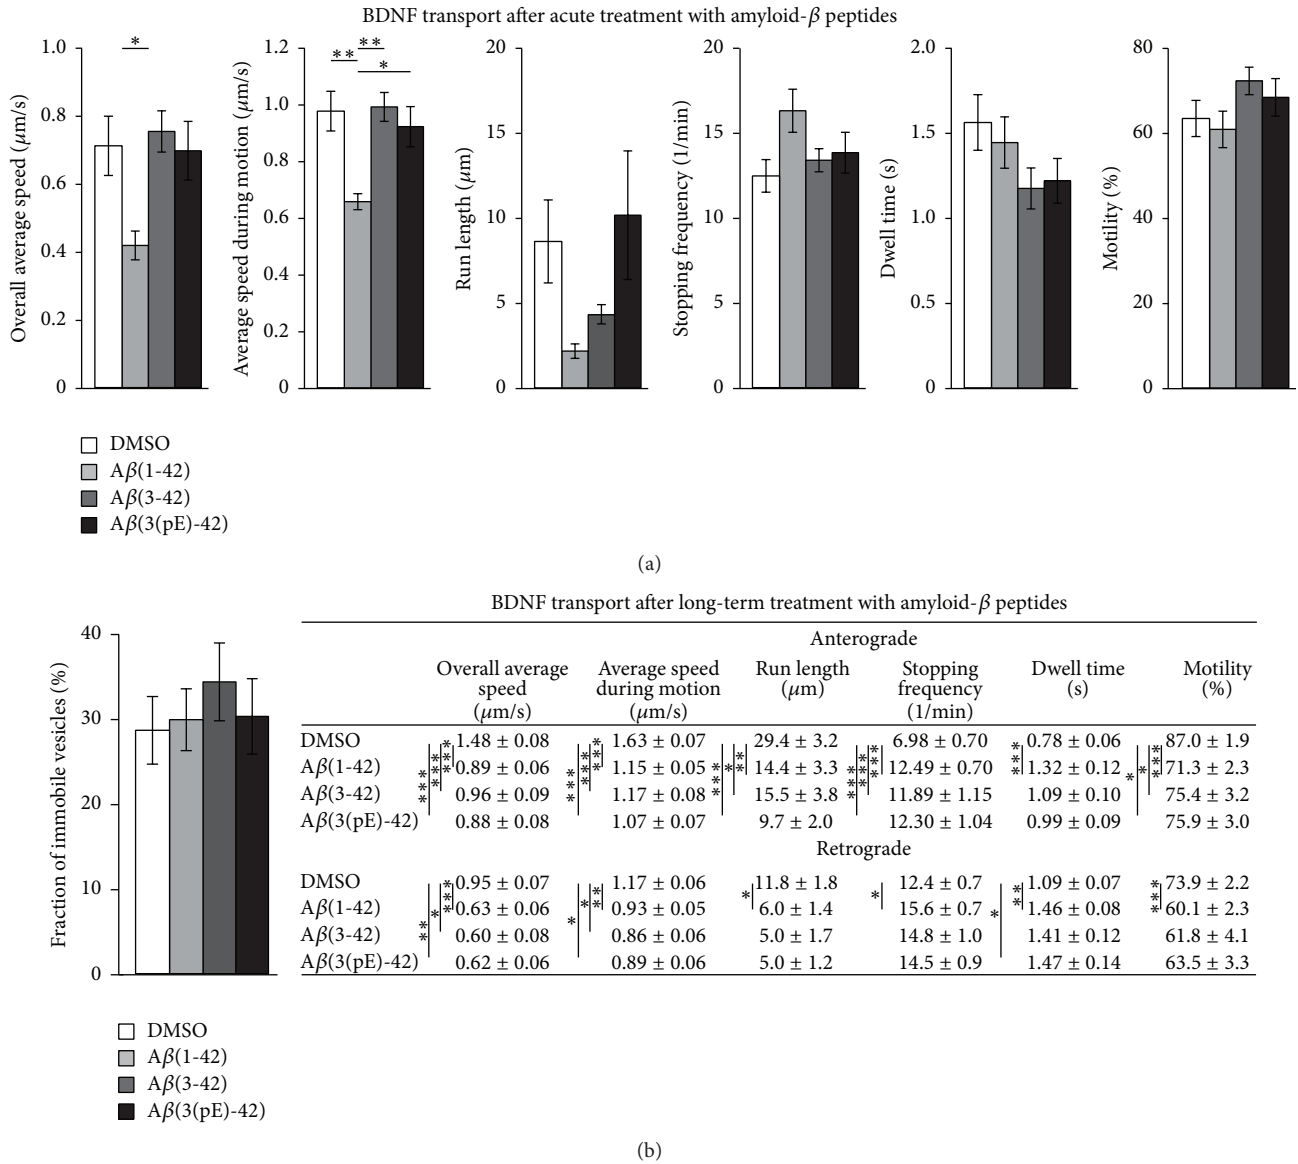 BDNF transport after acute treatment with amyloid-β peptides
Overall average speed (μm/s)
1.0
0.8
0.6
0.4
0.2
0
*
Average speed during motion (μm/s)
1.2
1.0
0.8
0.6
0.4
0.2
0
**
**
*
Run length (μm)
20
15
10
5
0
Stopping frequency (1/min)
20
15
10
5
0
Dwell time (s)
2.0
1.5
1.0
0.5
0
Motility (%)
80
60
40
20
0
DMSO
Aβ(1-42)
Aβ(3-42)
Aβ(3(pE)-42)
(a)
BDNF transport after long-term treatment with amyloid-β peptides
Fraction of immobile vesicles (%)
40
30
20
10
0
DMSO
Aβ(1-42)
Aβ(3-42)
Aβ(3(pE)-42)
Anterograde
Overall average speed (μm/s) Average speed during motion (μm/s) Run length (μm) Stopping frequency (1/min) Dwell time (s) Motility (%)
DMSO 1.48 ± 0.08 1.63 ± 0.07 29.4 ± 3.2 6.98 ± 0.70 0.78 ± 0.06 87.0 ± 1.9
Aβ(1-42) 0.89 ± 0.06 1.15 ± 0.05 14.4 ± 3.3 12.49 ± 0.70 1.32 ± 0.12 71.3 ± 2.3
Aβ(3-42) 0.96 ± 0.09 1.17 ± 0.08 15.5 ± 3.8 11.89 ± 1.15 1.09 ± 0.10 75.4 ± 3.2
Aβ(3(pE)-42) 0.88 ± 0.08 1.07 ± 0.07 9.7 ± 2.0 12.30 ± 1.04 0.99 ± 0.09 75.9 ± 3.0
Retrograde
DMSO 0.95 ± 0.07 1.17 ± 0.06 11.8 ± 1.8 12.4 ± 0.7 1.09 ± 0.07 73.9 ± 2.2
Aβ(1-42) 0.63 ± 0.06 0.93 ± 0.05 6.0 ± 1.4 15.6 ± 0.7 1.46 ± 0.08 60.1 ± 2.3
Aβ(3-42) 0.60 ± 0.08 0.86 ± 0.06 5.0 ± 1.7 14.8 ± 1.0 1.41 ± 0.12 61.8 ± 4.1
Aβ(3(pE)-42) 0.62 ± 0.06 0.89 ± 0.06 5.0 ± 1.2 14.5 ± 0.9 1.47 ± 0.14 63.5 ± 3.3
(b)